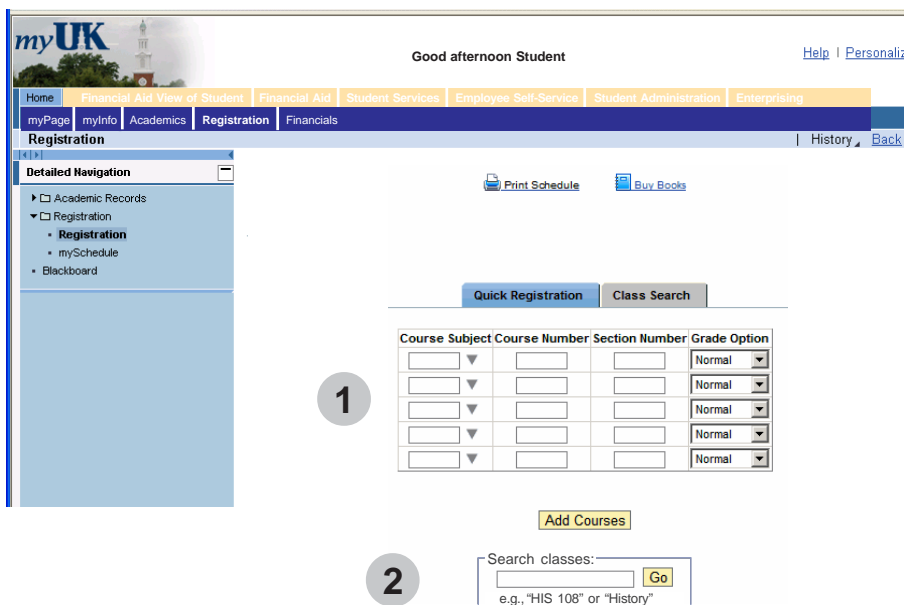 myUK
Good afternoon Student
Help | Personaliz
Home Financial Aid View of Student Financial Aid Student Services Employee Self-Service Student Administration Enterprising
myPage myInfo Academics Registration Financials
Registration
| History Back
Detailed Navigation
Academic Records
Registration
Registration
mySchedule
Blackboard
Print Schedule Buy Books
Quick Registration Class Search
Course Subject Course Number Section Number Grade Option
Normal
Normal
Normal
Normal
Normal
1
Add Courses
2
Search classes:
Go
e.g., “HIS 108” or “History”